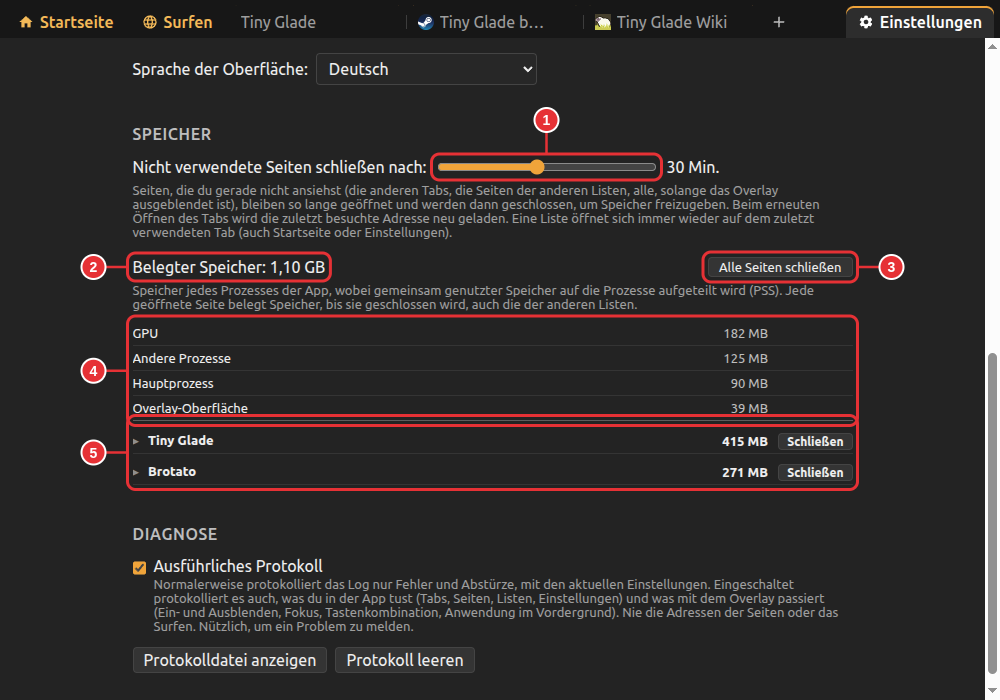 Startseite
Surfen
Tiny Glade
Tiny Glade b...
Tiny Glade Wiki
+
Einstellungen
Sprache der Oberfläche:
Deutsch
1
SPEICHER
Nicht verwendete Seiten schließen nach:
30 Min.
Seiten, die du gerade nicht ansiehst (die anderen Tabs, die Seiten der anderen Listen, alle, solange das Overlay
ausgeblendet ist), bleiben so lange geöffnet und werden dann geschlossen, um Speicher freizugeben. Beim erneuten
Öffnen des Tabs wird die zuletzt besuchte Adresse neu geladen. Eine Liste öffnet sich immer wieder auf dem zuletzt
verwendeten Tab (auch Startseite oder Einstellungen).
2
Belegter Speicher: 1,10 GB
Alle Seiten schließen
3
Speicher jedes Prozesses der App, wobei gemeinsam genutzter Speicher auf die Prozesse aufgeteilt wird (PSS). Jede
geöffnete Seite belegt Speicher, bis sie geschlossen wird, auch die der anderen Listen.
GPU
182 MB
Andere Prozesse
125 MB
4
Hauptprozess
90 MB
Overlay-Oberfläche
39 MB
Tiny Glade
415 MB
Schließen
5
Brotato
271 MB
Schließen
DIAGNOSE
Ausführliches Protokoll
Normalerweise protokolliert das Log nur Fehler und Abstürze, mit den aktuellen Einstellungen. Eingeschaltet
protokolliert es auch, was du in der App tust (Tabs, Seiten, Listen, Einstellungen) und was mit dem Overlay passiert
(Ein- und Ausblenden, Fokus, Tastenkombination, Anwendung im Vordergrund). Nie die Adressen der Seiten oder das
Surfen. Nützlich, um ein Problem zu melden.
Protokolldatei anzeigen
Protokoll leeren